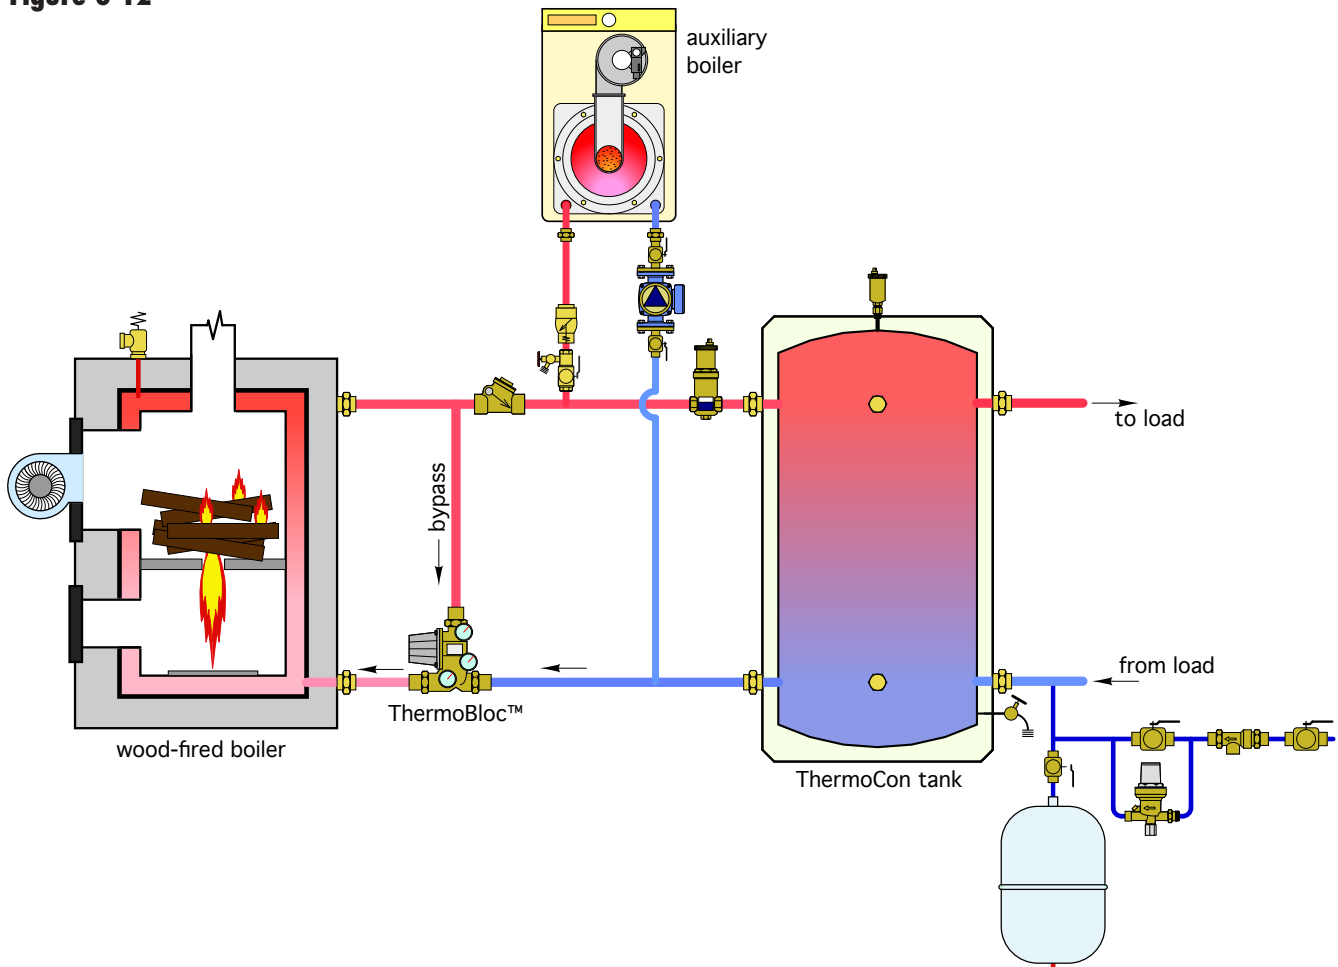 auxiliary
boiler
to load
bypass
from load
ThermoBloc™
wood-fired boiler
ThermoCon tank